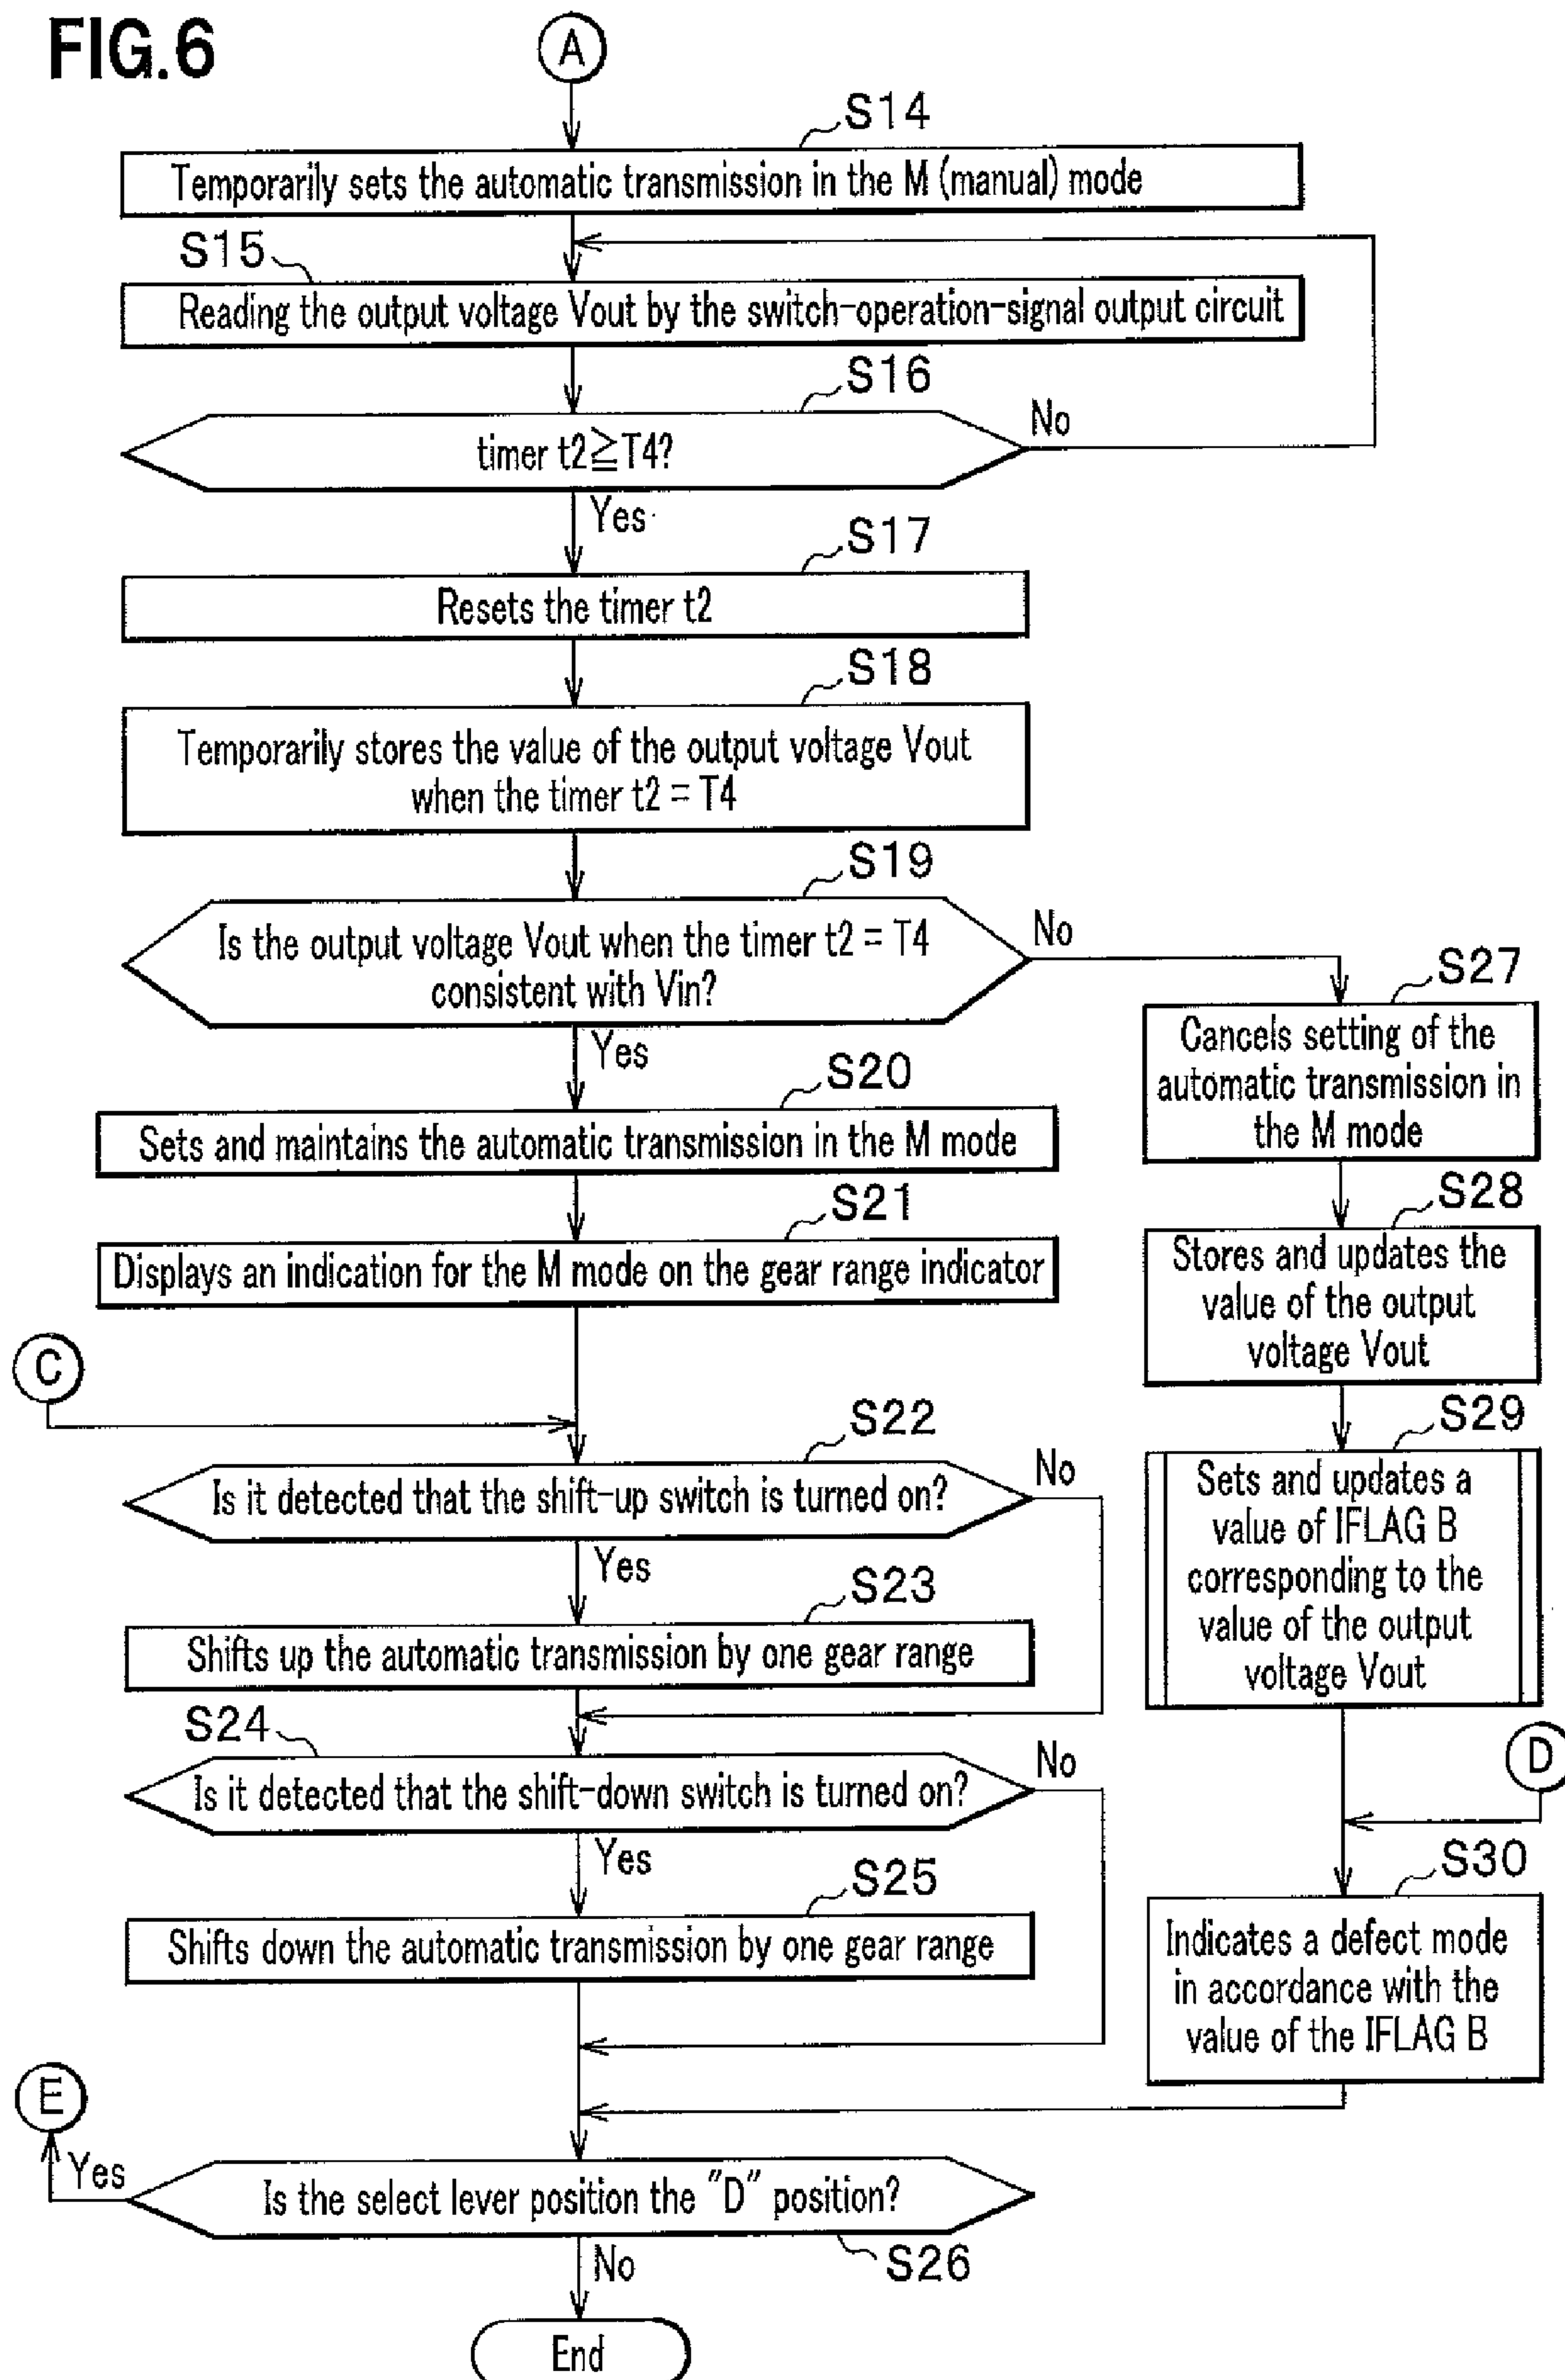 FIG.6
A
S14
Temporarily sets the automatic transmission in the M (manual) mode
S15
Reading the output voltage Vout by the switch-operation-signal output circuit
S16
timer t2≧T4?
No
Yes
S17
Resets the timer t2
S18
Temporarily stores the value of the output voltage Vout
when the timer t2 = T4
S19
Is the output voltage Vout when the timer t2 = T4
consistent with Vin?
No
Yes
S20
Sets and maintains the automatic transmission in the M mode
S21
Displays an indication for the M mode on the gear range indicator
C
S22
Is it detected that the shift-up switch is turned on?
No
Yes
S23
Shifts up the automatic transmission by one gear range
S24
Is it detected that the shift-down switch is turned on?
No
Yes
S25
Shifts down the automatic transmission by one gear range
S27
Cancels setting of the
automatic transmission in
the M mode
S28
Stores and updates the
value of the output
voltage Vout
S29
Sets and updates a
value of IFLAG B
corresponding to the
value of the output
voltage Vout
D
S30
Indicates a defect mode
in accordance with the
value of the IFLAG B
E
Yes
Is the select lever position the "D" position?
S26
No
End